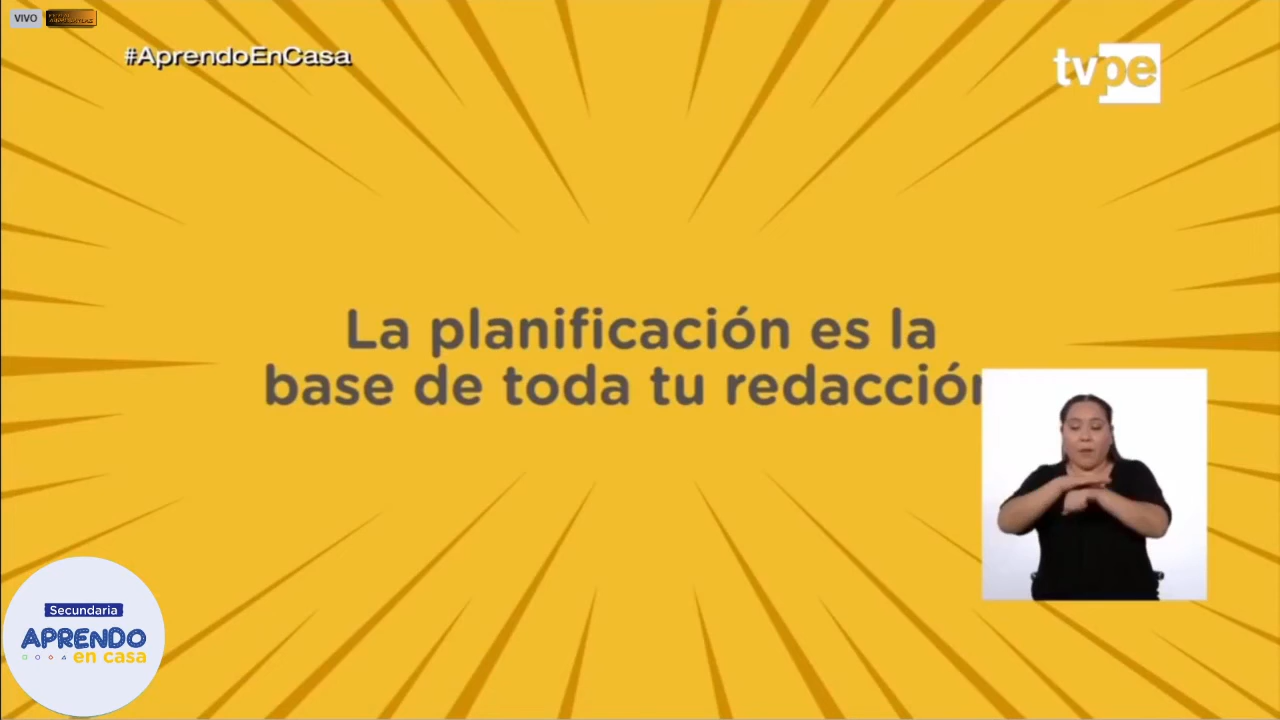 VIVO
#AprendoEnCasa
tvpe
La planificación es la
base de toda tu redacción
Secundaria
APRENDO
en casa